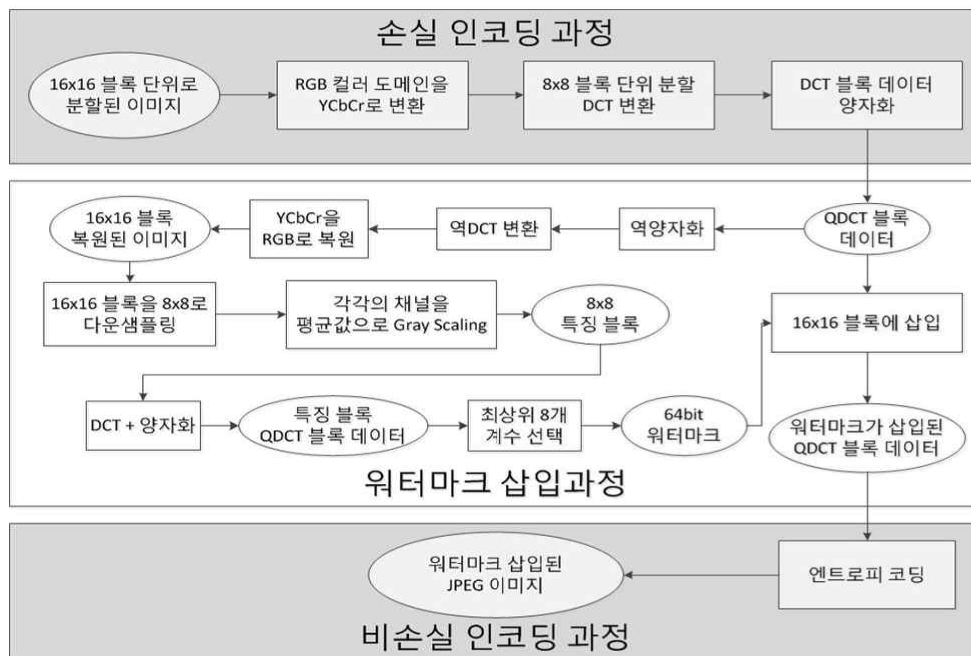 손실 인코딩 과정
16x16 블록 단위로
분할된 이미지
RGB 컬러 도메인을
YCbCr로 변환
8x8 블록 단위 분할
DCT 변환
DCT 블록 데이터
양자화
QDCT 블록
데이터
역양자화
역DCT 변환
YCbCr을
RGB로 복원
16x16 블록
복원된 이미지
16x16 블록을 8x8로
다운샘플링
각각의 채널을
평균값으로 Gray Scaling
8x8
특징 블록
16x16 블록에 삽입
DCT + 양자화
특징 블록
QDCT 블록 데이터
최상위 8개
계수 선택
64bit
워터마크
워터마크가 삽입된
QDCT 블록 데이터
워터마크 삽입과정
엔트로피 코딩
워터마크 삽입된
JPEG 이미지
비손실 인코딩 과정